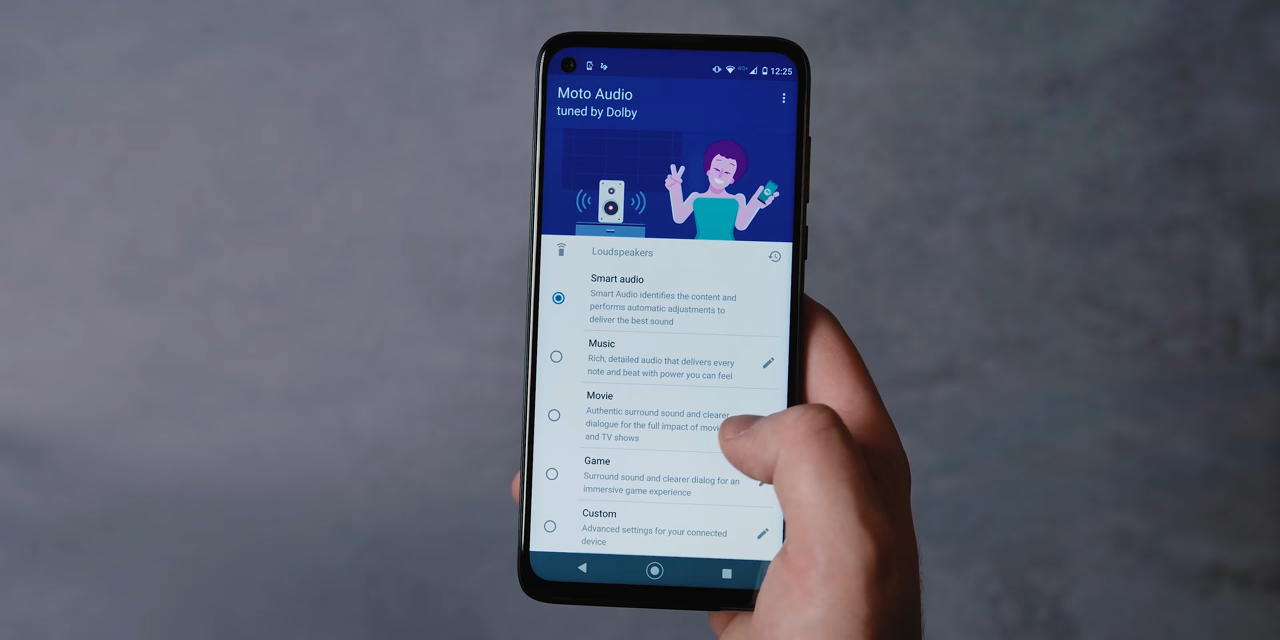 12:25
Moto Audio
tuned by Dolby
Loudspeakers
Smart audio
Smart Audio identifies the content and
performs automatic adjustments to
deliver the best sound
Music
Rich, detailed audio that delivers every
note and beat with power you can feel
Movie
Authentic surround sound and clearer
dialogue for the full impact of
and TV shows
Game
Surround sound and clearer dialog for an
immersive game experience
Custom
Advanced settings for your connected
device